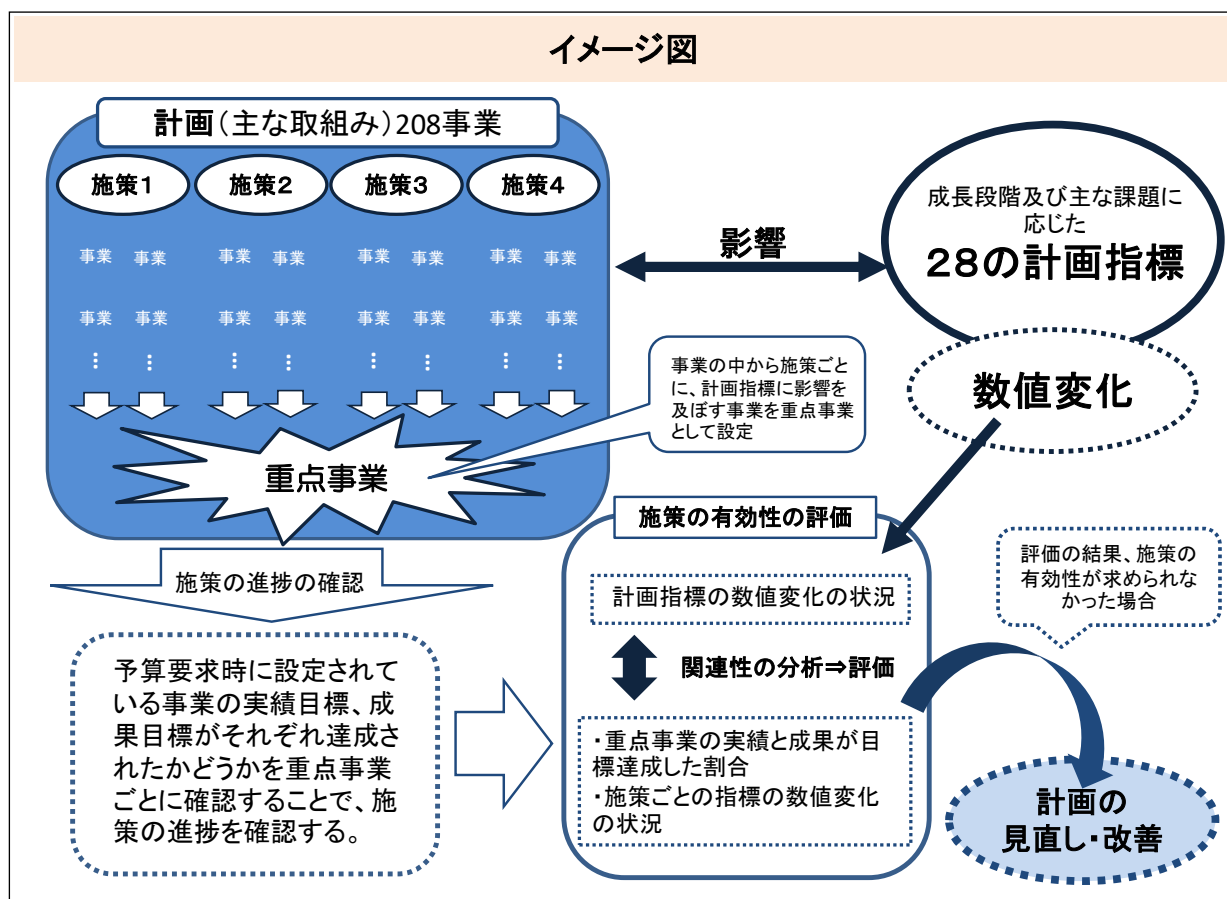 イメージ図
計画(主な取組み)208事業
施策1 施策2 施策3 施策4
事業 事業 事業 事業 事業 事業 事業 事業
事業 事業 事業 事業 事業 事業 事業 事業
⋮ ⋮ ⋮ ⋮ ⋮ ⋮ ⋮ ⋮
重点事業
事業の中から施策ごと
に、計画指標に影響を
及ぼす事業を重点事業
として設定
影響
成長段階及び主な課題に
応じた
28の計画指標
数値変化
施策の進捗の確認
予算要求時に設定されて
いる事業の実績目標、成
果目標がそれぞれ達成さ
れたかどうかを重点事業
ごとに確認することで、施
策の進捗を確認する。
施策の有効性の評価
計画指標の数値変化の状況
関連性の分析⇒評価
・重点事業の実績と成果が目
標達成した割合
・施策ごとの指標の数値変化
の状況
評価の結果、施策の
有効性が求められな
かった場合
計画の
見直し・改善